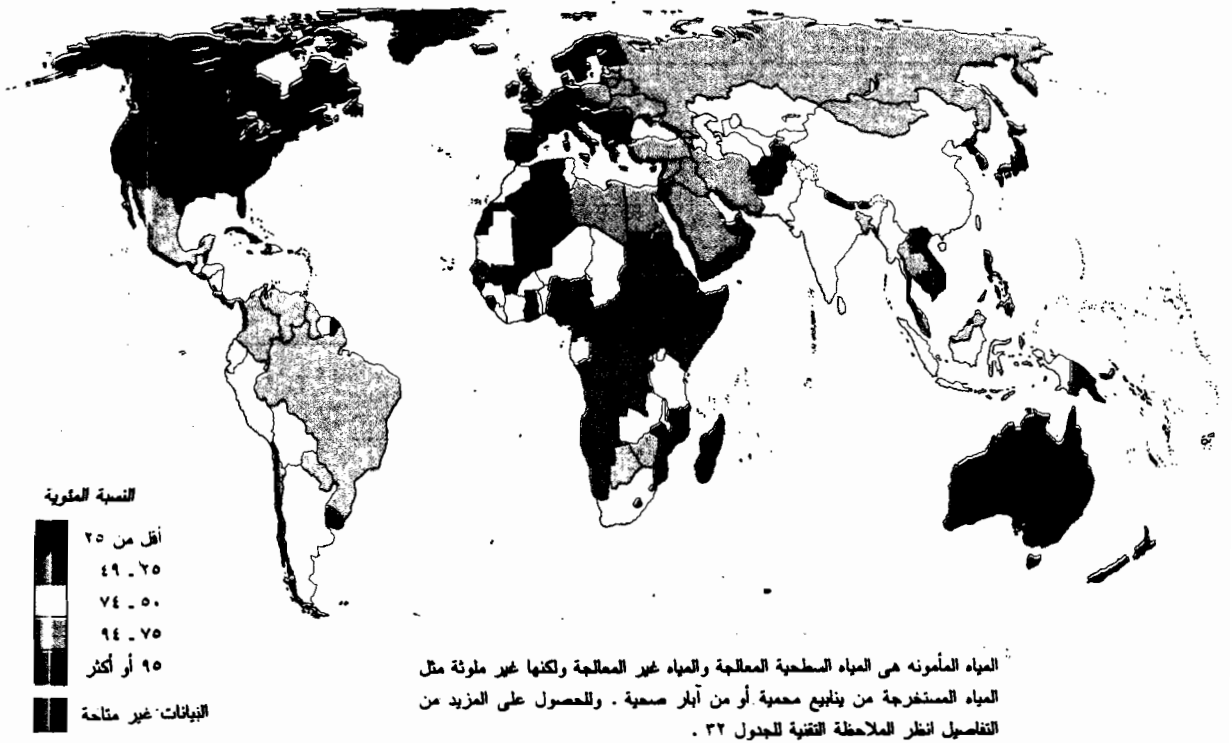 النسبة المئوية
أقل من ٢٥
٢٥ ـ ٤٩
٥٠ ـ ٧٤
٧٥ ـ ٩٤
٩٥ أو أكثر
البيانات غير متاحة
المياه المأمونه هى المياه السطحية المعالجة والمياه غير المعالجة ولكنها غير ملوثة مثل
المياه المستخرجة من ينابيع محمية أو من آبار صحية . وللحصول على المزيد من
التفاصيل انظر الملاحظة التقنية للجدول ٣٢ .